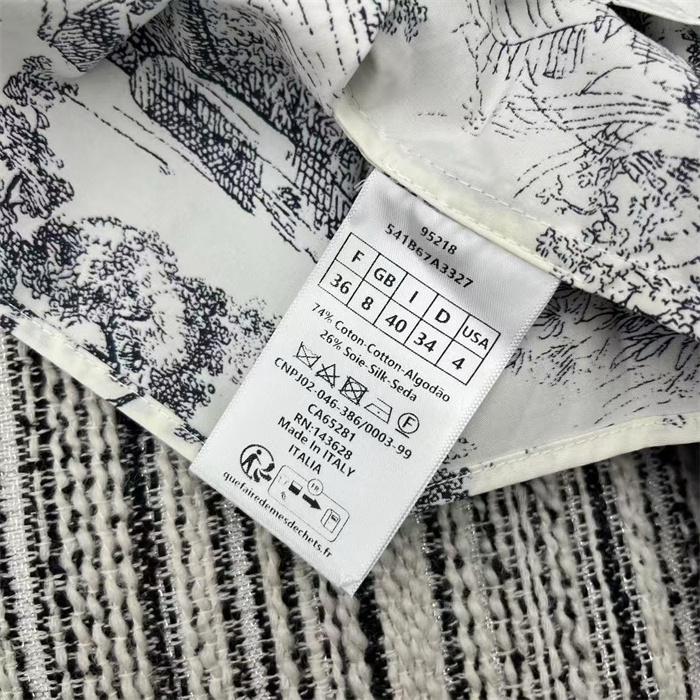 95218
541B67A3327
F GB I D USA
36 8 40 34 4
74% Coton-Cotton-Algodão
26% Soie-Silk-Seda
F
CNPJ02-046-386/0003-99
CA65281
RN:143628
Made In ITALY
ITALIA
FR
quefairedemesdechets.fr